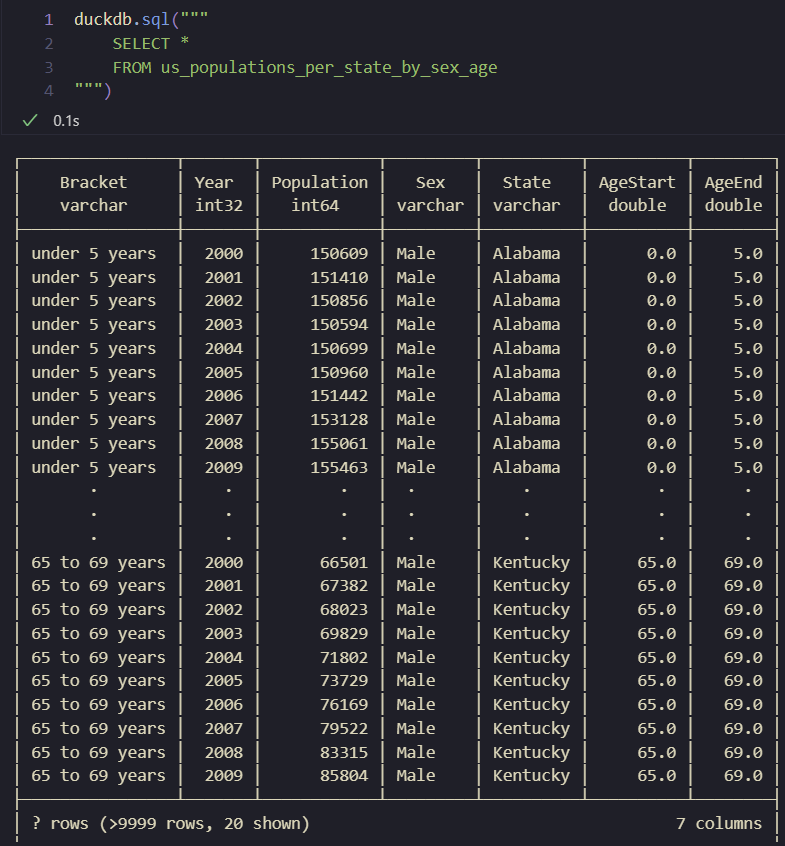 1 duckdb.sql("""
2 SELECT *
3 FROM us_populations_per_state_by_sex_age
4 """)
✓ 0.1s
Bracket Year Population Sex State AgeStart AgeEnd
varchar int32 int64 varchar varchar double double
under 5 years 2000 150609 Male Alabama 0.0 5.0
under 5 years 2001 151410 Male Alabama 0.0 5.0
under 5 years 2002 150856 Male Alabama 0.0 5.0
under 5 years 2003 150594 Male Alabama 0.0 5.0
under 5 years 2004 150699 Male Alabama 0.0 5.0
under 5 years 2005 150960 Male Alabama 0.0 5.0
under 5 years 2006 151442 Male Alabama 0.0 5.0
under 5 years 2007 153128 Male Alabama 0.0 5.0
under 5 years 2008 155061 Male Alabama 0.0 5.0
under 5 years 2009 155463 Male Alabama 0.0 5.0
· · · · · · ·
· · · · · · ·
· · · · · · ·
65 to 69 years 2000 66501 Male Kentucky 65.0 69.0
65 to 69 years 2001 67382 Male Kentucky 65.0 69.0
65 to 69 years 2002 68023 Male Kentucky 65.0 69.0
65 to 69 years 2003 69829 Male Kentucky 65.0 69.0
65 to 69 years 2004 71802 Male Kentucky 65.0 69.0
65 to 69 years 2005 73729 Male Kentucky 65.0 69.0
65 to 69 years 2006 76169 Male Kentucky 65.0 69.0
65 to 69 years 2007 79522 Male Kentucky 65.0 69.0
65 to 69 years 2008 83315 Male Kentucky 65.0 69.0
65 to 69 years 2009 85804 Male Kentucky 65.0 69.0
? rows (>9999 rows, 20 shown) 7 columns